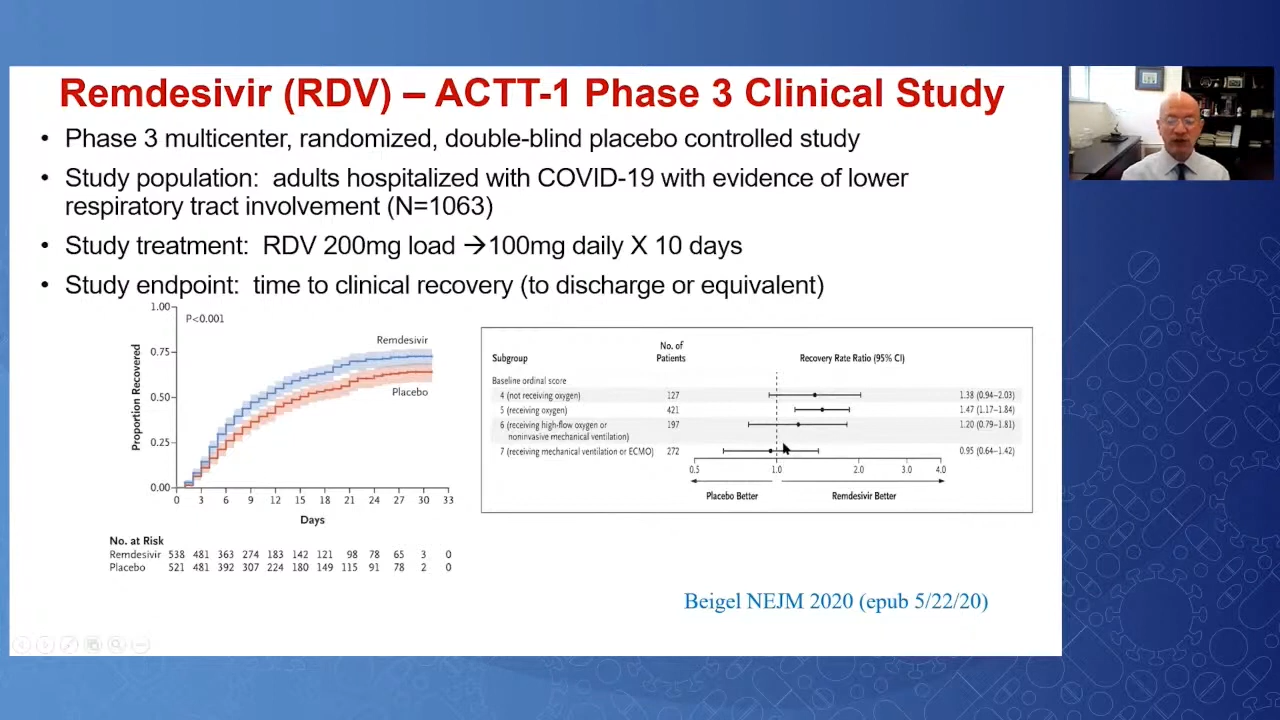 Remdesivir (RDV) – ACTT-1 Phase 3 Clinical Study
• Phase 3 multicenter, randomized, double-blind placebo controlled study
• Study population: adults hospitalized with COVID-19 with evidence of lower
respiratory tract involvement (N=1063)
• Study treatment: RDV 200mg load →100mg daily X 10 days
• Study endpoint: time to clinical recovery (to discharge or equivalent)
1.00
0.75
0.50
0.25
0.00
Proportion Recovered
P<0.001
Remdesivir
Placebo
0 3 6 9 12 15 18 21 24 27 30 33
Days
No. at Risk
Remdesivir 538 481 363 274 183 142 121 98 78 65 3 0
Placebo 521 481 392 307 224 180 149 115 91 78 2 0
Subgroup No. of Patients Recovery Rate Ratio (95% CI)
Baseline ordinal score
4 (not receiving oxygen) 127 1.38 (0.94–2.03)
5 (receiving oxygen) 421 1.47 (1.17–1.84)
6 (receiving high-flow oxygen or 197 1.20 (0.79–1.81)
noninvasive mechanical ventilation)
7 (receiving mechanical ventilation or ECMO) 272 0.95 (0.64–1.42)
0.5 1.0 2.0 3.0 4.0
Placebo Better Remdesivir Better
Beigel NEJM 2020 (epub 5/22/20)